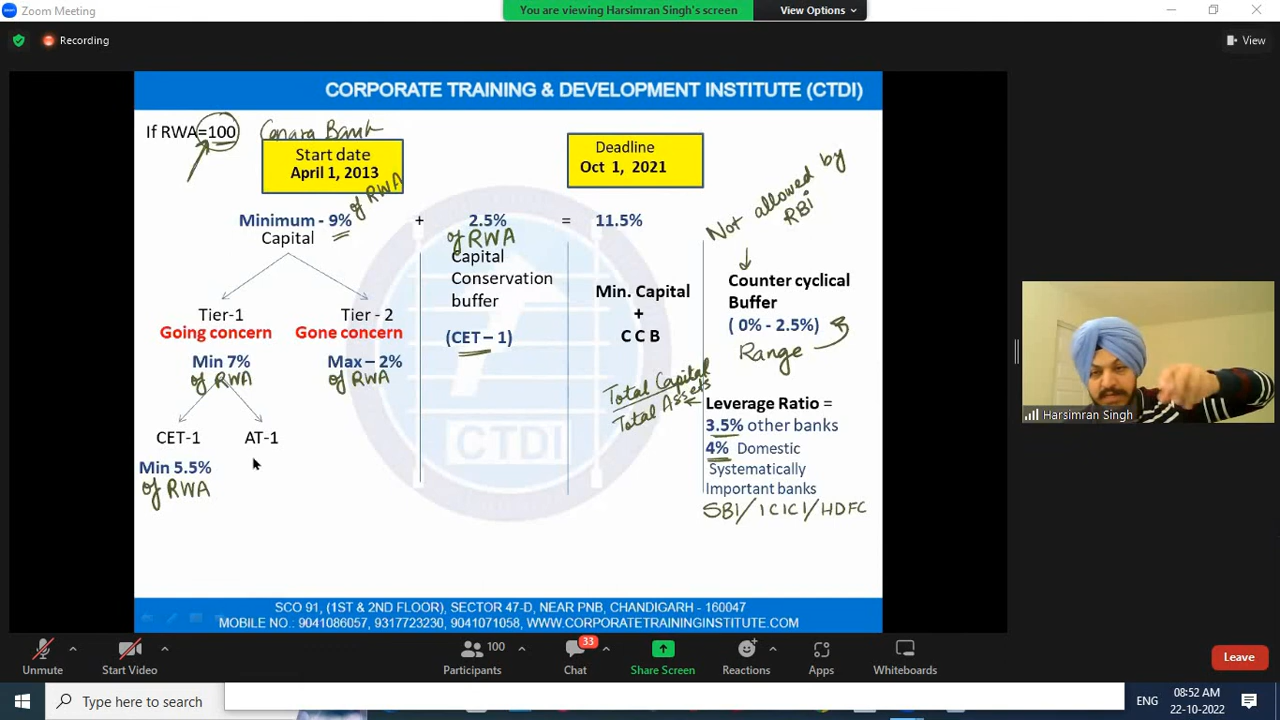 Zoom Meeting
You are viewing Harsimran Singh's screen
View Options
Recording
View
CORPORATE TRAINING & DEVELOPMENT INSTITUTE (CTDI)
If RWA=100
Canara Bank
Start date
April 1, 2013
Deadline
Oct 1, 2021
Not allowed by
RBi
Minimum - 9% of RWA + 2.5% = 11.5%
of RWA
Capital
Capital
Conservation
buffer
(CET – 1)
Min. Capital
+
C C B
Counter cyclical
Buffer
( 0% - 2.5%)
Range
Tier-1
Going concern
Min 7%
of RWA
Tier - 2
Gone concern
Max – 2%
of RWA
CET-1
AT-1
Min 5.5%
of RWA
Total Capital
Total Assets
Leverage Ratio =
3.5% other banks
4% Domestic
Systematically
Important banks
SBI/ICICI/HDFC
SCO 91, (1ST & 2ND FLOOR), SECTOR 47-D, NEAR PNB, CHANDIGARH - 160047
MOBILE NO.: 9041086057, 9317723230, 9041071058, WWW.CORPORATETRAININGINSTITUTE.COM
Harsimran Singh
Unmute
Start Video
100
Participants
33
Chat
Share Screen
Reactions
Apps
Whiteboards
Leave
Type here to search
ENG
08:52 AM
22-10-2022